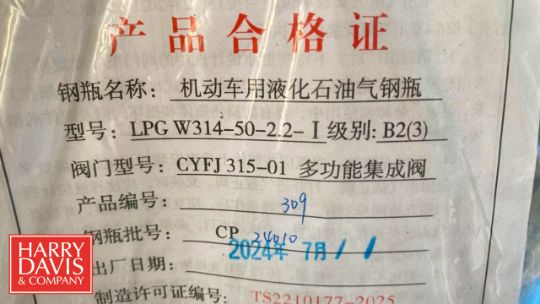 产品合格证
钢瓶名称: 机动车用液化石油气钢瓶
型号: LPG W314-50-2.2-Ⅰ级别: B2(3)
阀门型号: CYFJ 315-01 多功能集成阀
产品编号: 309
钢瓶批号: CP 24010
出厂日期: 2024年 7月
制造许可证编号: TS2210177-2025
HARRY
DAVIS
& COMPANY